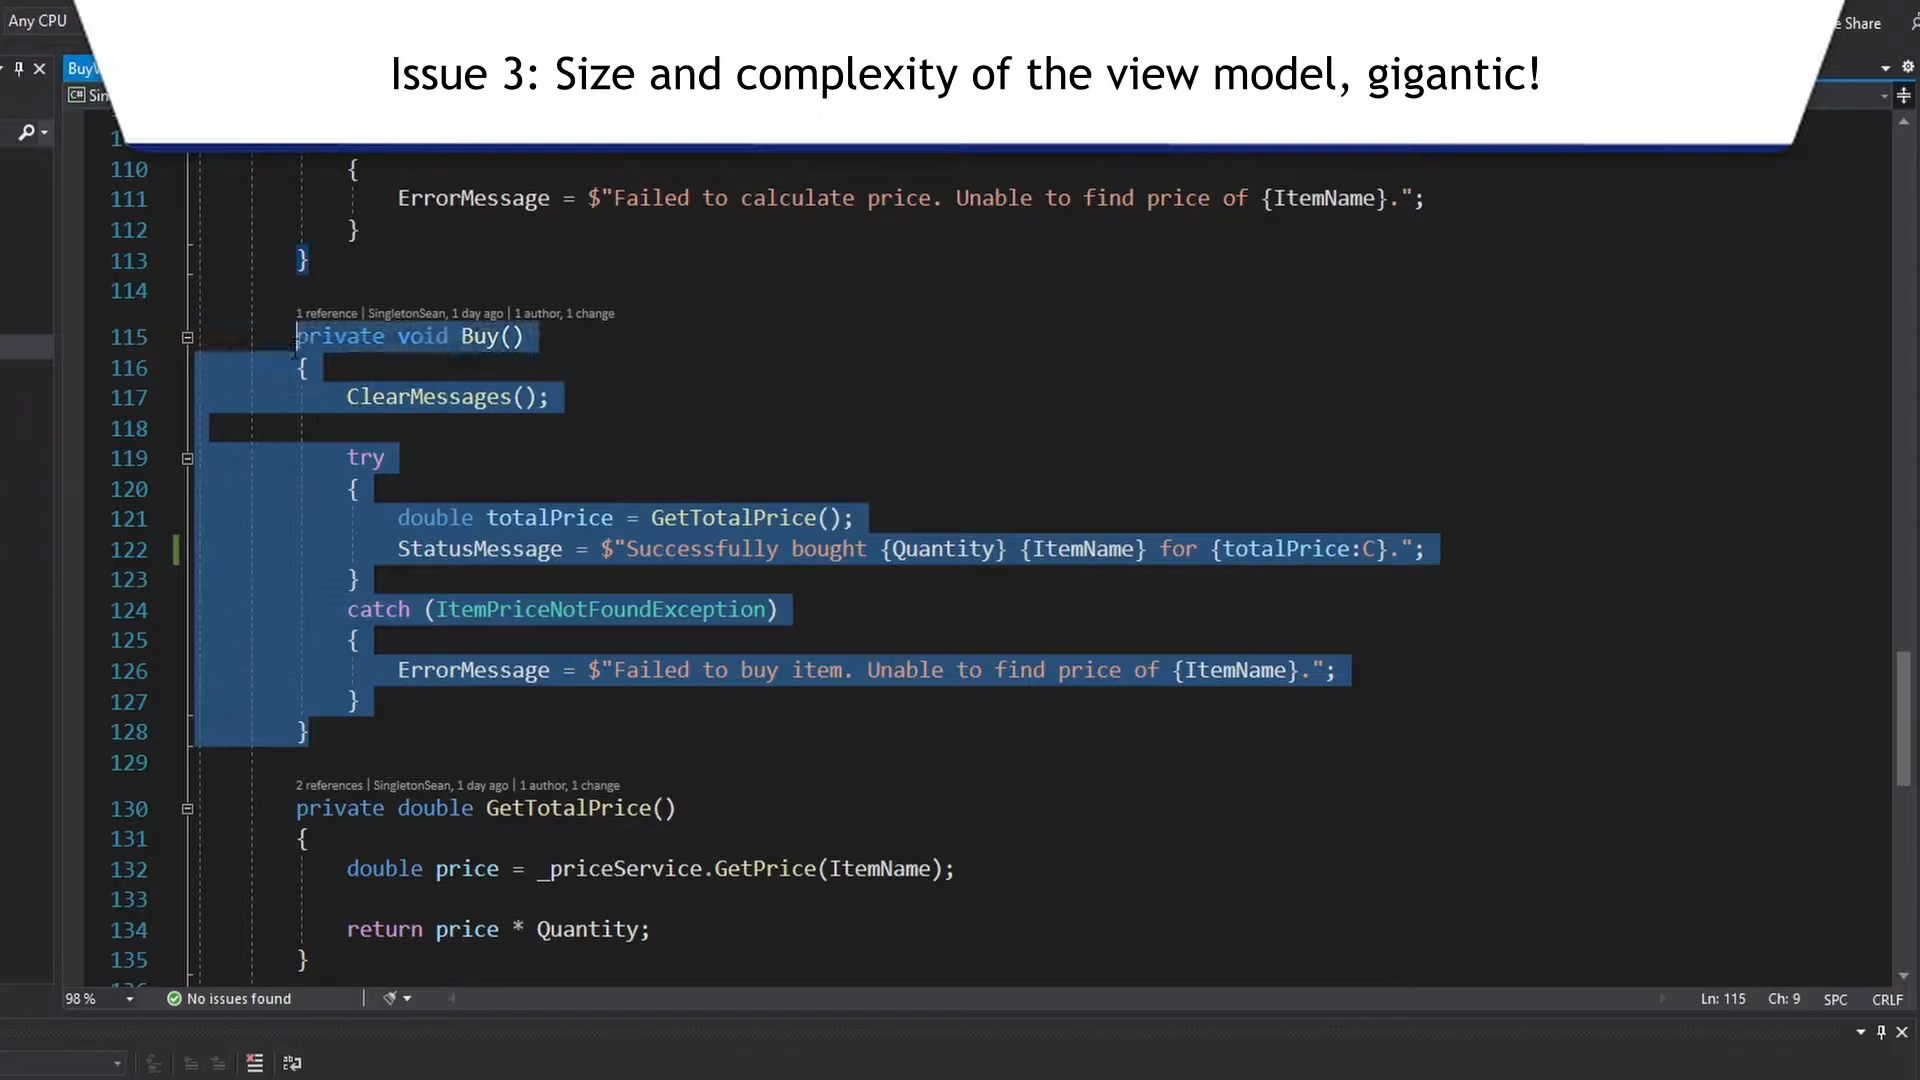 Any CPU
e Share
Issue 3: Size and complexity of the view model, gigantic!
Buy
Sin
110 {
111 ErrorMessage = $"Failed to calculate price. Unable to find price of {ItemName}.";
112 }
113 }
114
1 reference | SingletonSean, 1 day ago | 1 author, 1 change
115 private void Buy()
116 {
117 ClearMessages();
118
119 try
120 {
121 double totalPrice = GetTotalPrice();
122 StatusMessage = $"Successfully bought {Quantity} {ItemName} for {totalPrice:C}.";
123 }
124 catch (ItemPriceNotFoundException)
125 {
126 ErrorMessage = $"Failed to buy item. Unable to find price of {ItemName}.";
127 }
128 }
129
2 references | SingletonSean, 1 day ago | 1 author, 1 change
130 private double GetTotalPrice()
131 {
132 double price = _priceService.GetPrice(ItemName);
133
134 return price * Quantity;
135 }
98 % No issues found Ln: 115 Ch: 9 SPC CRLF